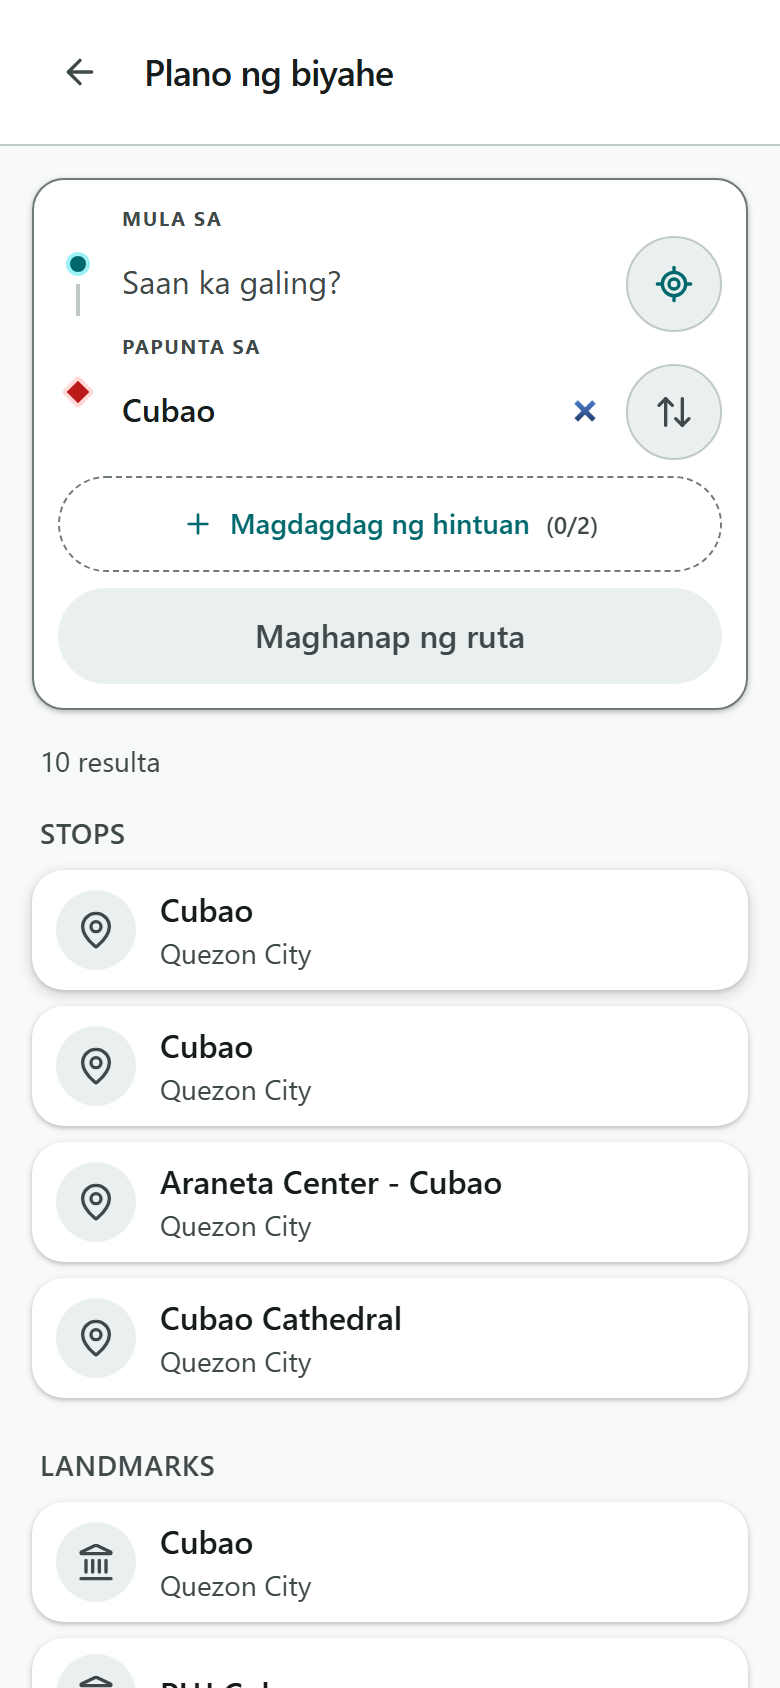 Plano ng biyahe
MULA SA
Saan ka galing?
PAPUNTA SA
Cubao
Magdagdag ng hintuan (0/2)
Maghanap ng ruta
10 resulta
STOPS
Cubao
Quezon City
Cubao
Quezon City
Araneta Center - Cubao
Quezon City
Cubao Cathedral
Quezon City
LANDMARKS
Cubao
Quezon City